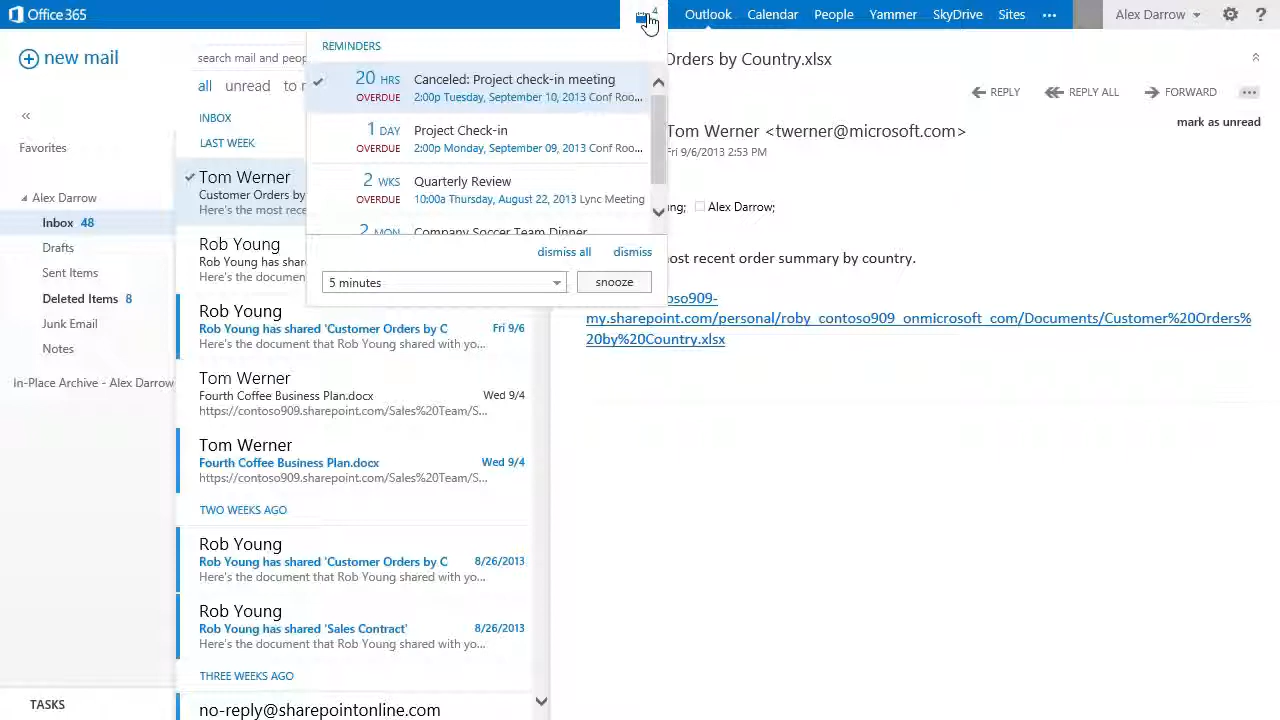 Office 365
4
Outlook
Calendar
People
Yammer
SkyDrive
Sites
Alex Darrow
?
new mail
search mail and peop
all
unread
to m
REMINDERS
20 HRS
OVERDUE
Canceled: Project check-in meeting
2:00p Tuesday, September 10, 2013 Conf Roo...
1 DAY
OVERDUE
Project Check-in
2:00p Monday, September 09, 2013 Conf Roo...
2 WKS
OVERDUE
Quarterly Review
10:00a Thursday, August 22, 2013 Lync Meeting
2 MON
Company Soccer Team Dinner
dismiss all
dismiss
5 minutes
snooze
Favorites
Alex Darrow
Inbox 48
Drafts
Sent Items
Deleted Items 8
Junk Email
Notes
In-Place Archive - Alex Darrow
TASKS
INBOX
LAST WEEK
Tom Werner
Customer Orders by
Here's the most rece
Rob Young
Rob Young has shar
Here's the document
Rob Young
Rob Young has shared 'Customer Orders by C
Fri 9/6
Here's the document that Rob Young shared with yo...
Tom Werner
Fourth Coffee Business Plan.docx
Wed 9/4
https://contoso909.sharepoint.com/Sales%20Team/S...
Tom Werner
Fourth Coffee Business Plan.docx
Wed 9/4
https://contoso909.sharepoint.com/Sales%20Team/S...
TWO WEEKS AGO
Rob Young
Rob Young has shared 'Customer Orders by C
8/26/2013
Here's the document that Rob Young shared with yo...
Rob Young
Rob Young has shared 'Sales Contract'
8/26/2013
Here's the document that Rob Young shared with yo...
THREE WEEKS AGO
no-reply@sharepointonline.com
Orders by Country.xlsx
REPLY
REPLY ALL
FORWARD
mark as unread
Tom Werner <twerner@microsoft.com>
Fri 9/6/2013 2:53 PM
ng; Alex Darrow;
ost recent order summary by country.
oso909-
my.sharepoint.com/personal/roby_contoso909_onmicrosoft_com/Documents/Customer%20Orders%
20by%20Country.xlsx